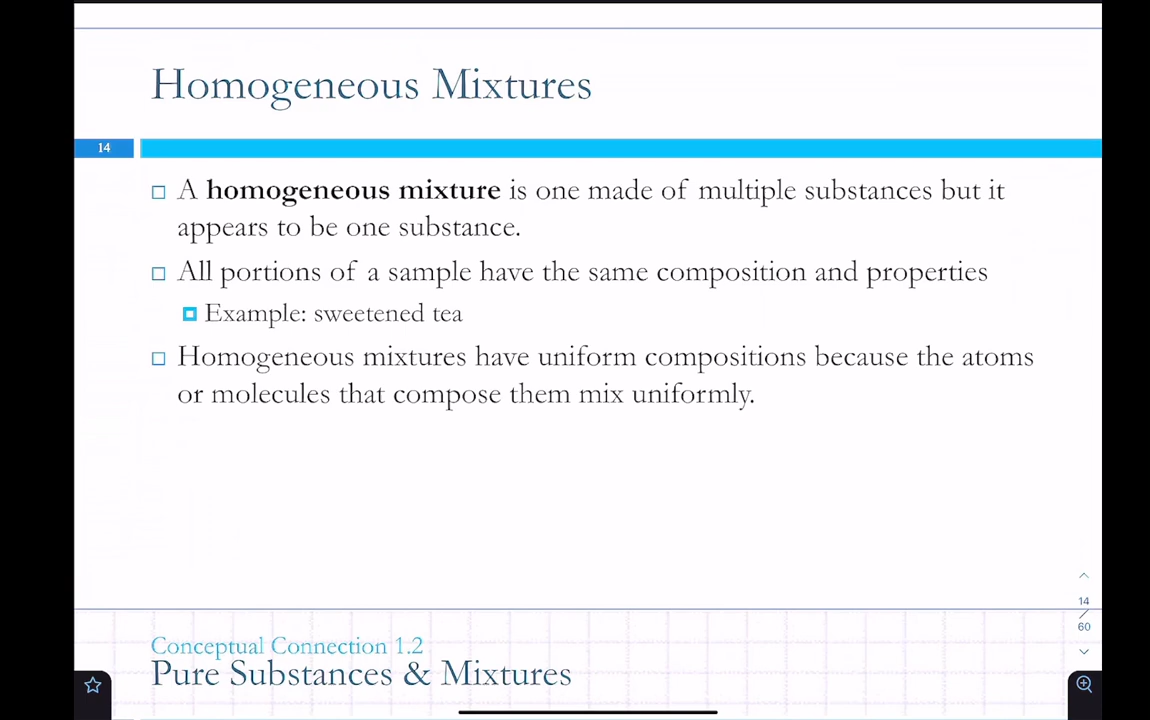 Homogeneous Mixtures
14
A homogeneous mixture is one made of multiple substances but it
appears to be one substance.
All portions of a sample have the same composition and properties
Example: sweetened tea
Homogeneous mixtures have uniform compositions because the atoms
or molecules that compose them mix uniformly.
14
/
60
Conceptual Connection 1.2
Pure Substances & Mixtures